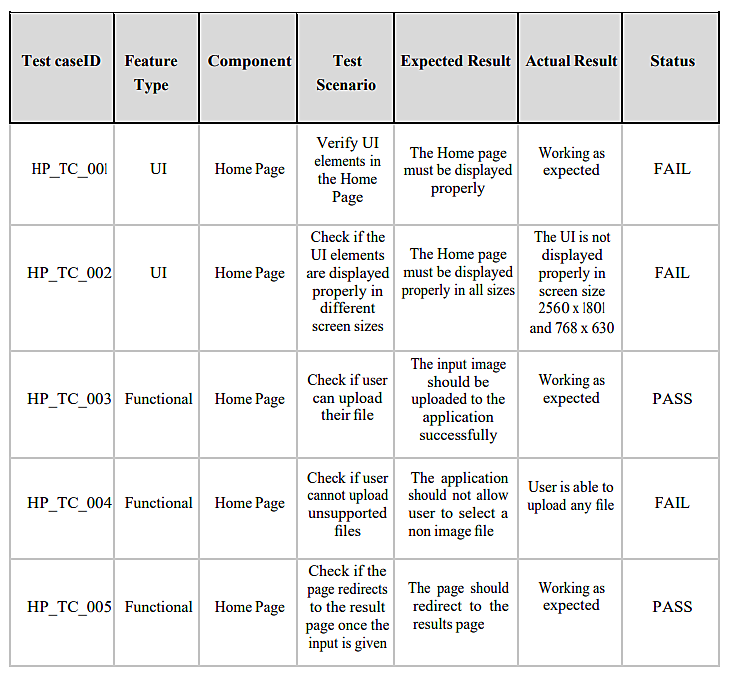 Test caseID
Feature
Type
Component
Test
Scenario
Expected Result
Actual Result
Status
HP_TC_001
UI
Home Page
Verify UI
elements in
the Home
Page
The Home page
must be displayed
properly
Working as
expected
FAIL
HP_TC_002
UI
Home Page
Check if the
UI elements
are displayed
properly in
different
screen sizes
The Home page
must be displayed
properly in all sizes
The UI is not
displayed
properly in
screen size
2560 x 1801
and 768 x 630
FAIL
HP_TC_003
Functional
Home Page
Check if user
can upload
their file
The input image
should be
uploaded to the
application
successfully
Working as
expected
PASS
HP_TC_004
Functional
Home Page
Check if user
cannot upload
unsupported
files
The application
should not allow
user to select a
non image file
User is able to
upload any file
FAIL
HP_TC_005
Functional
Home Page
Check if the
page redirects
to the result
page once the
input is given
The page should
redirect to the
results page
Working as
expected
PASS